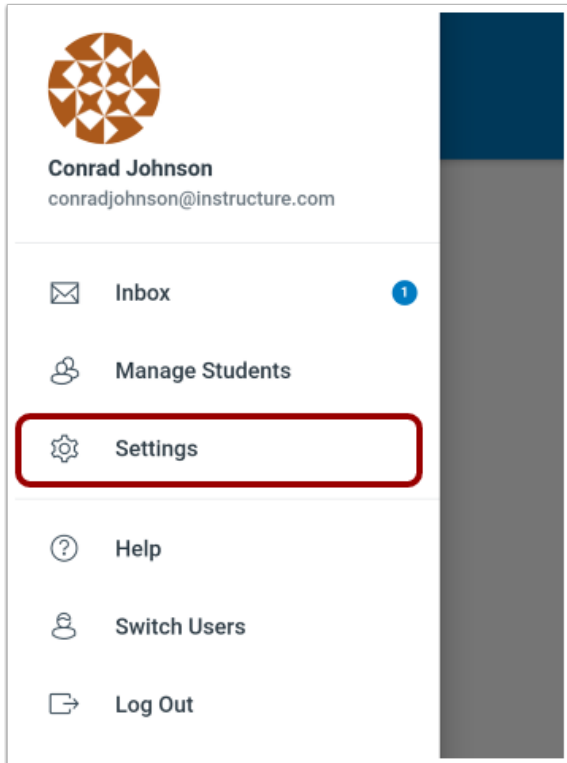 Conrad Johnson
conradjohnson@instructure.com
Inbox 1
Manage Students
Settings
Help
Switch Users
Log Out